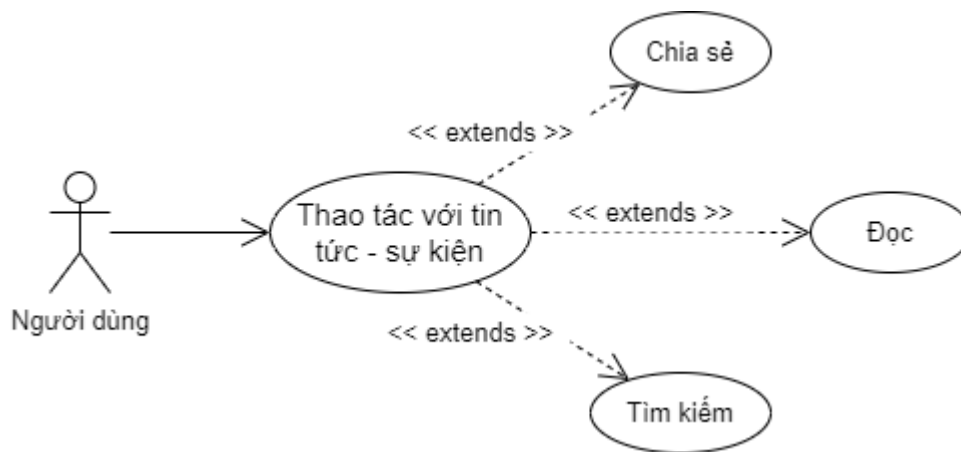 Chia sẻ
<< extends >>
Thao tác với tin
tức - sự kiện
<< extends >>
Đọc
Người dùng
<< extends >>
Tìm kiếm